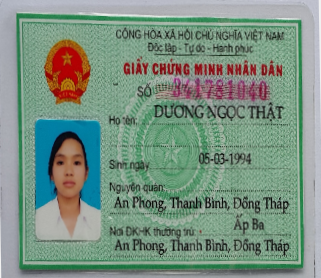 CỘNG HÒA XÃ HỘI CHỦ NGHĨA VIỆT NAM
Độc lập - Tự do - Hạnh phúc
GIẤY CHỨNG MINH NHÂN DÂN
SỐ 341781040
Họ tên: DƯƠNG NGỌC THẬT
Sinh ngày: 05-03-1994
Nguyên quán:
An Phong, Thanh Bình, Đồng Tháp
Nơi ĐKHK thường trú: Ấp Ba
An Phong, Thanh Bình, Đồng Tháp